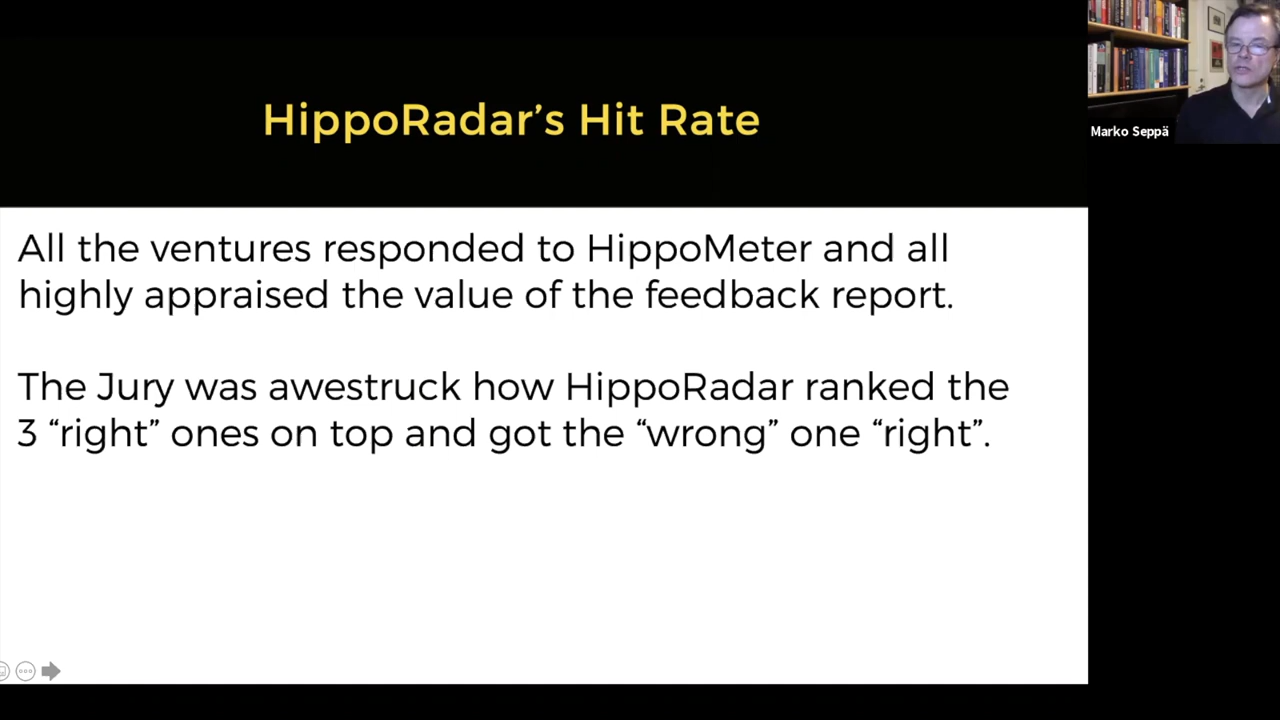 HippoRadar’s Hit Rate
Marko Seppä
All the ventures responded to HippoMeter and all
highly appraised the value of the feedback report.
The Jury was awestruck how HippoRadar ranked the
3 “right” ones on top and got the “wrong” one “right”.